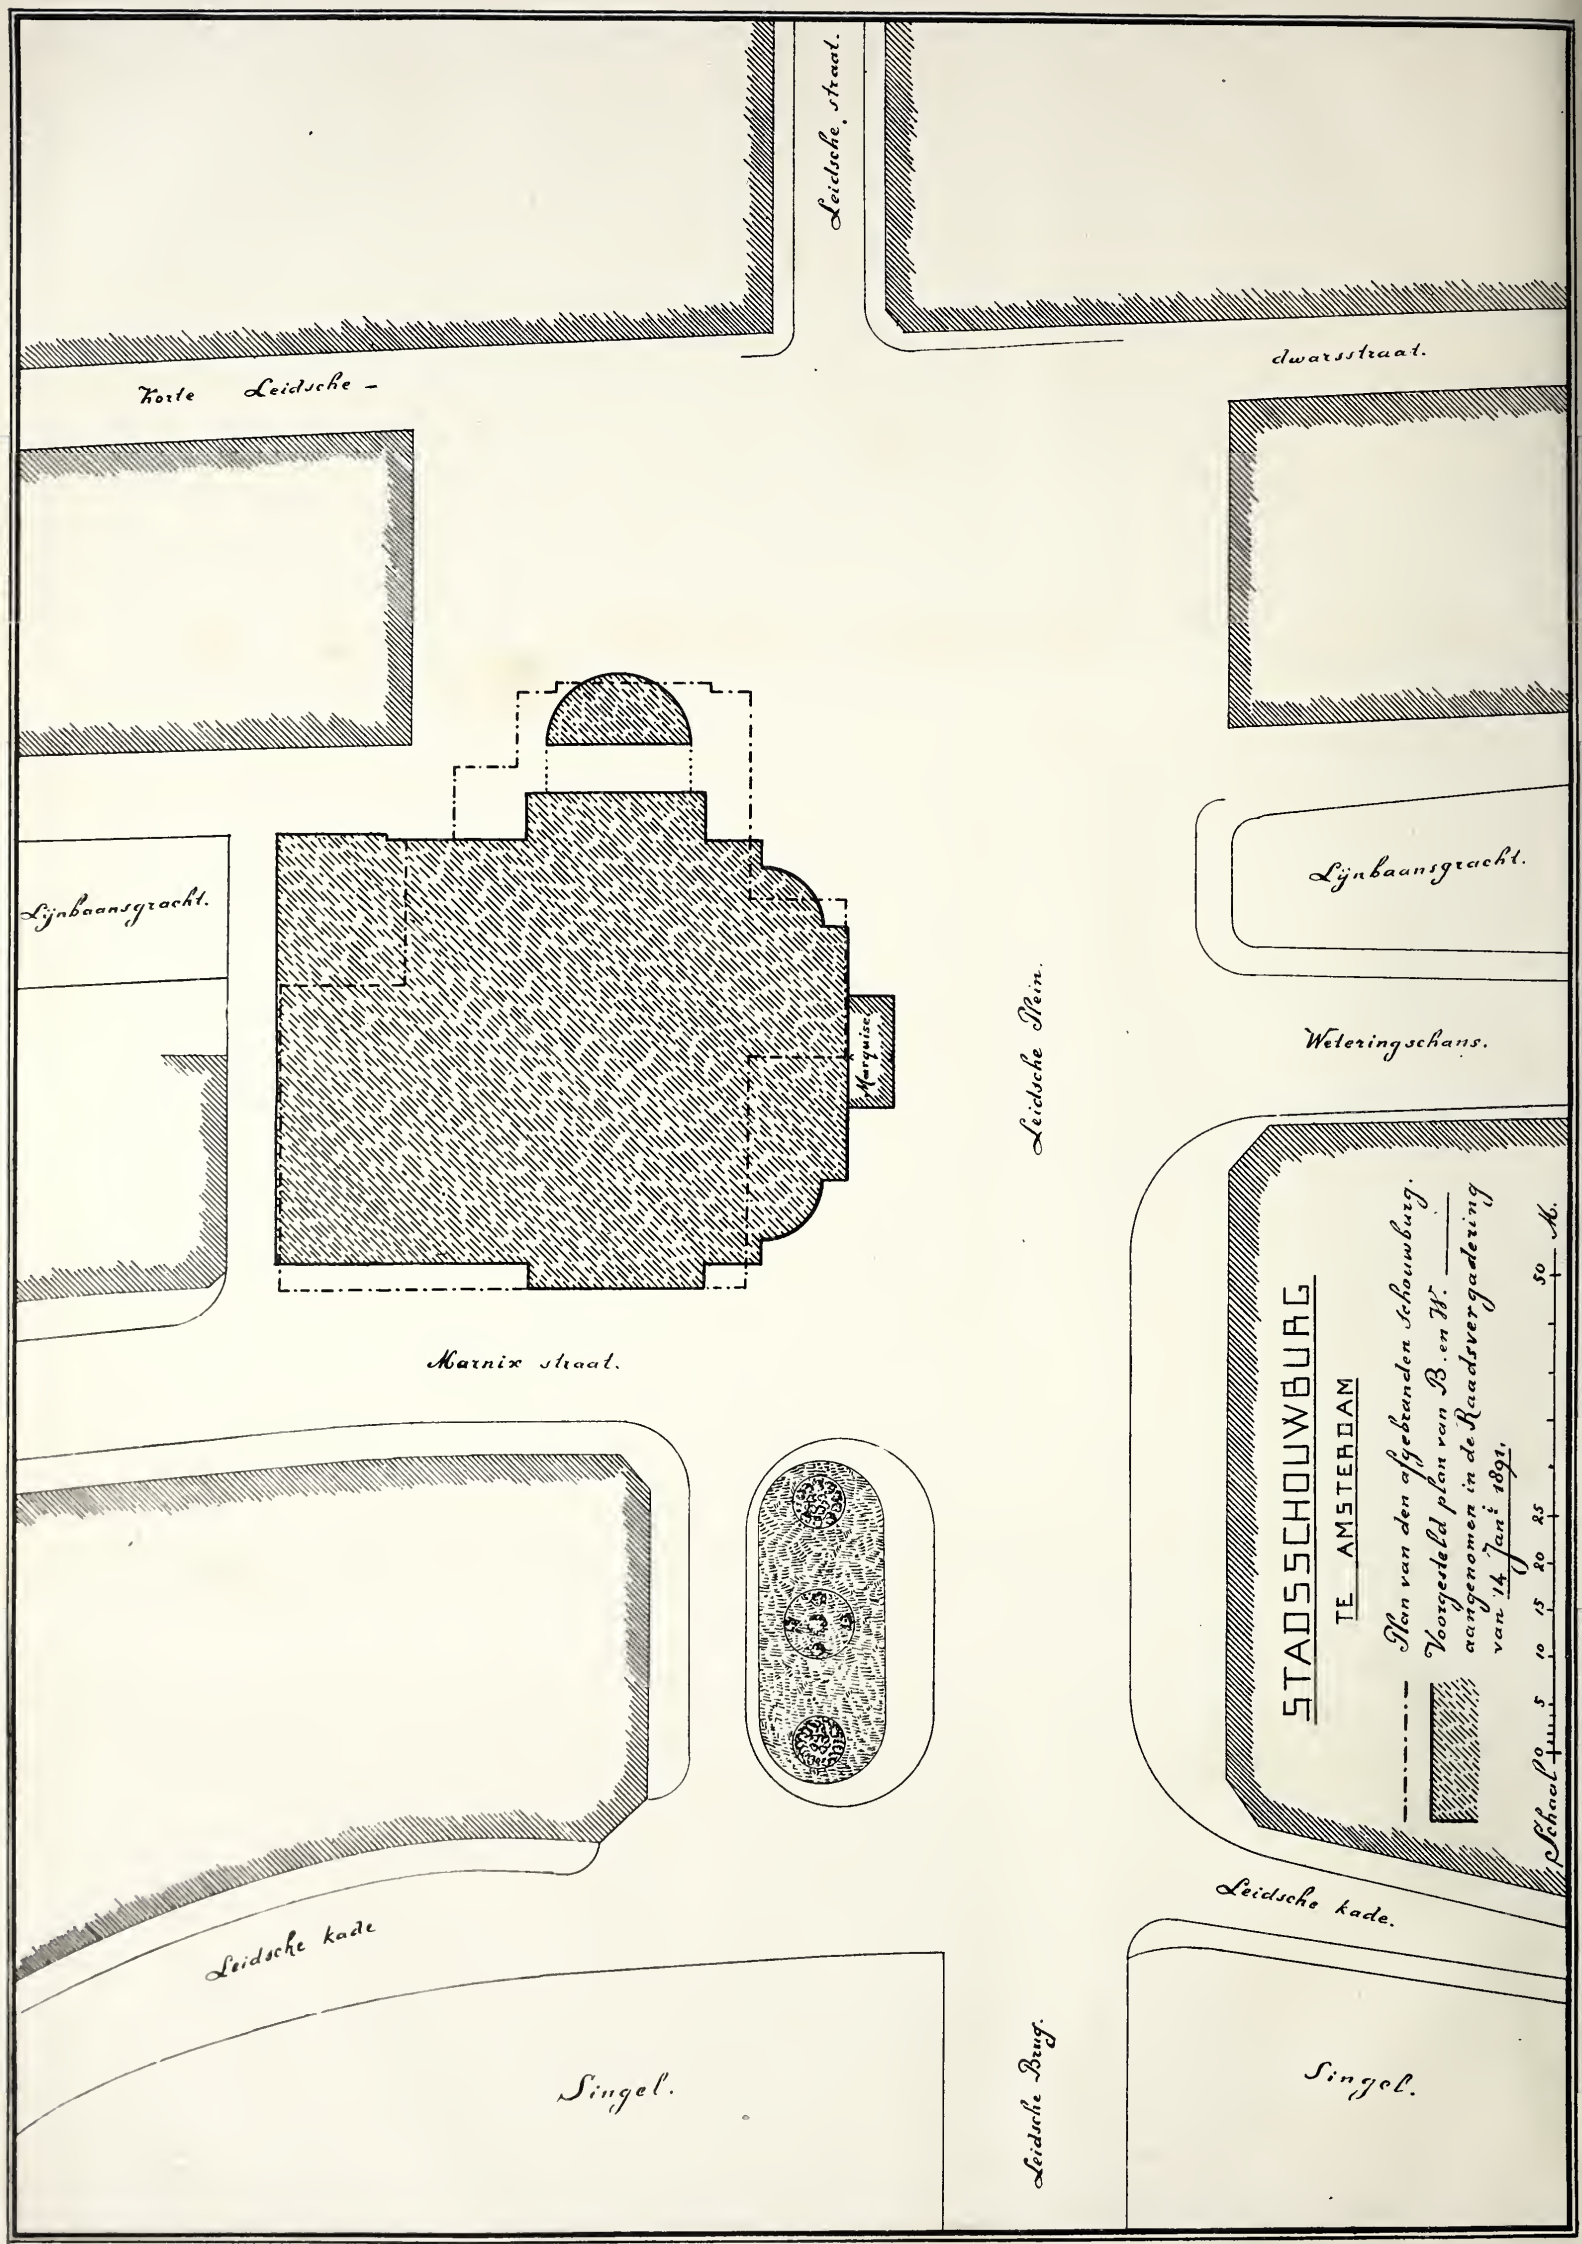 Leidsche straat.
Korte Leidsche -
dwarsstraat.
Lijnbaansgracht.
Lijnbaansgracht.
Marquise.
Leidsche Plein.
Weteringschans.
Marnix straat.
STADSSCHOUWBURG
TE AMSTERDAM
Plan van den afgebranden schouwburg.
Voorgesteld plan van B. en W.
aangenomen in de Raadsvergadering
van 14 Jani 1891.
Schaal 0 5 10 15 20 25 50 M.
Leidsche kade
Leidsche kade.
Singel.
Leidsche Brug.
Singel.